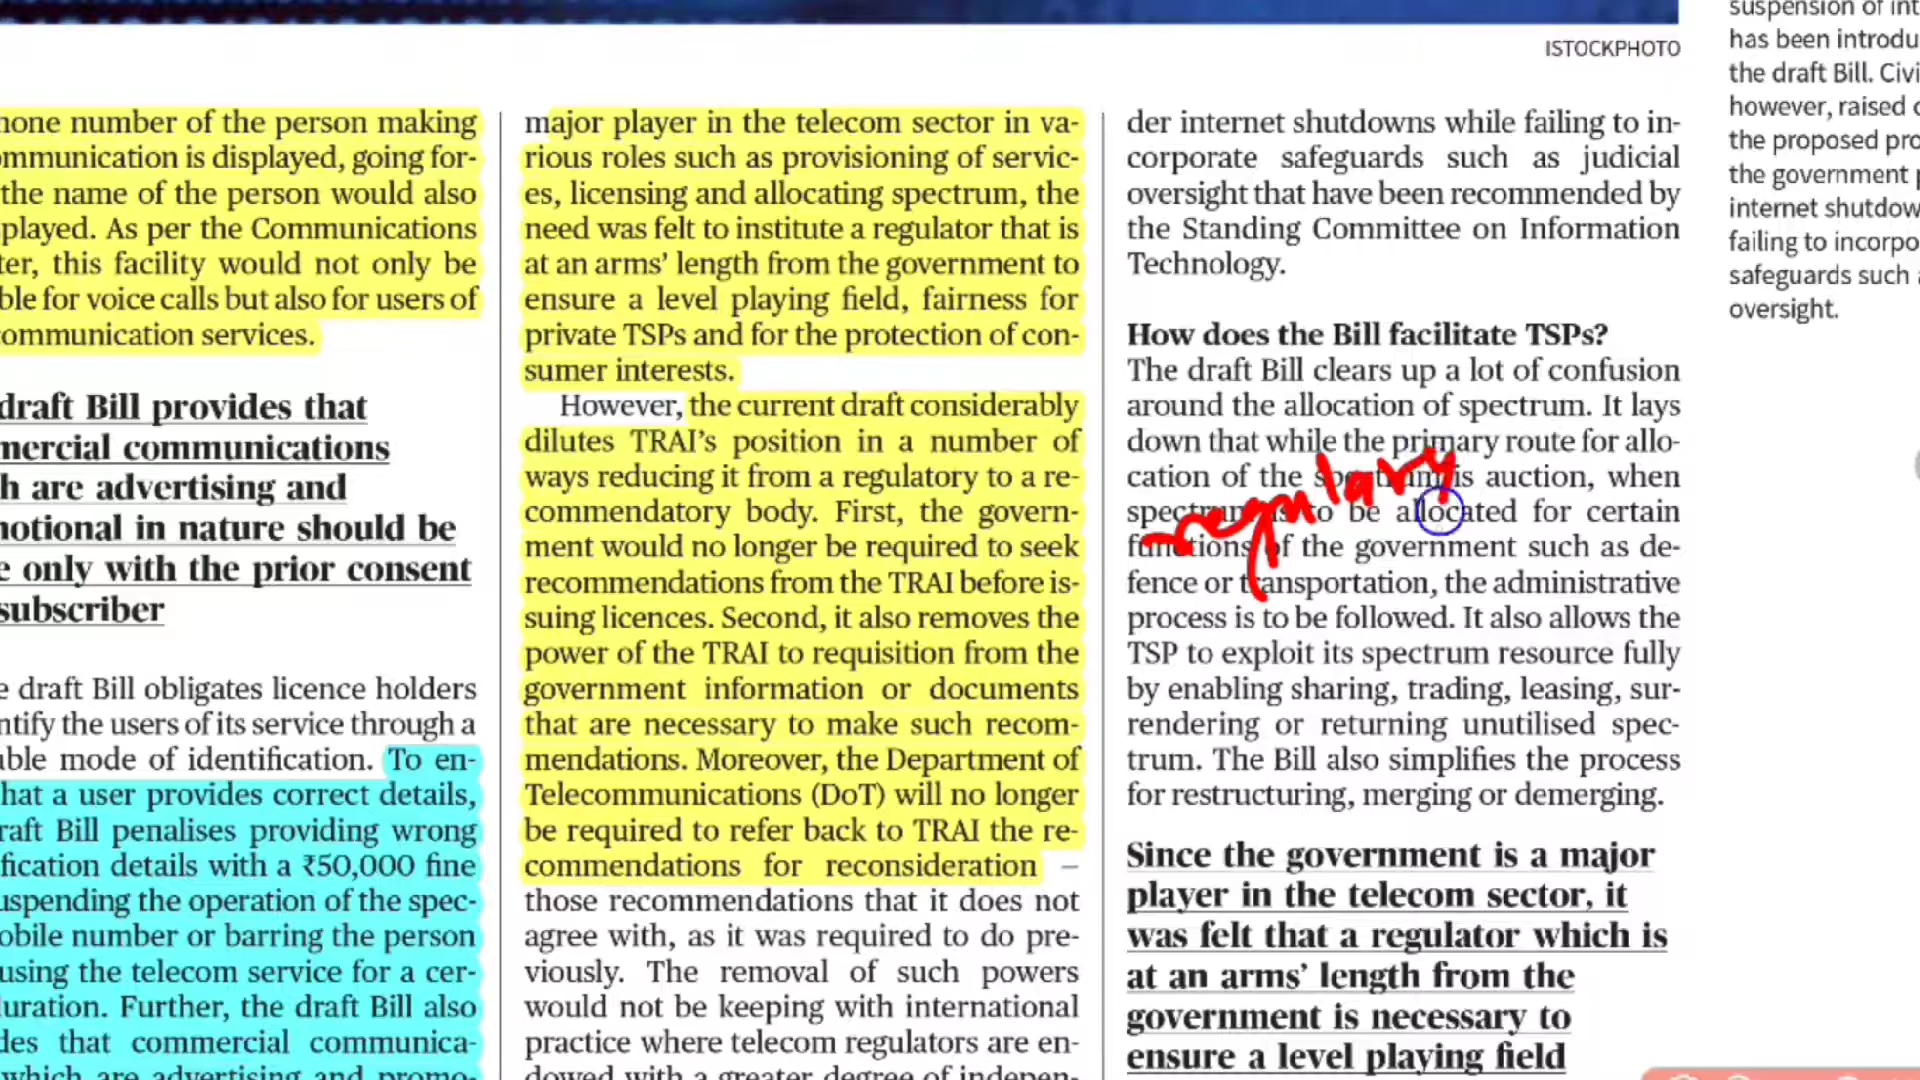 ISTOCKPHOTO
hone number of the person making
ommunication is displayed, going for-
the name of the person would also
played. As per the Communications
ter, this facility would not only be
ble for voice calls but also for users of
ommunication services.
draft Bill provides that
mercial communications
h are advertising and
notional in nature should be
e only with the prior consent
subscriber
e draft Bill obligates licence holders
ntify the users of its service through a
able mode of identification. To en-
hat a user provides correct details,
raft Bill penalises providing wrong
fication details with a ₹50,000 fine
uspending the operation of the spec-
obile number or barring the person
using the telecom service for a cer-
duration. Further, the draft Bill also
des that commercial communica-
which are advertising and promo-
major player in the telecom sector in va-
rious roles such as provisioning of servic-
es, licensing and allocating spectrum, the
need was felt to institute a regulator that is
at an arms’ length from the government to
ensure a level playing field, fairness for
private TSPs and for the protection of con-
sumer interests.
However, the current draft considerably
dilutes TRAI’s position in a number of
ways reducing it from a regulatory to a re-
commendatory body. First, the govern-
ment would no longer be required to seek
recommendations from the TRAI before is-
suing licences. Second, it also removes the
power of the TRAI to requisition from the
government information or documents
that are necessary to make such recom-
mendations. Moreover, the Department of
Telecommunications (DoT) will no longer
be required to refer back to TRAI the re-
commendations for reconsideration –
those recommendations that it does not
agree with, as it was required to do pre-
viously. The removal of such powers
would not be keeping with international
practice where telecom regulators are en-
dowed with a greater degree of indepen-
der internet shutdowns while failing to in-
corporate safeguards such as judicial
oversight that have been recommended by
the Standing Committee on Information
Technology.
How does the Bill facilitate TSPs?
The draft Bill clears up a lot of confusion
around the allocation of spectrum. It lays
down that while the primary route for allo-
cation of the spectrum is auction, when
spectrum is to be allocated for certain
functions of the government such as de-
fence or transportation, the administrative
process is to be followed. It also allows the
TSP to exploit its spectrum resource fully
by enabling sharing, trading, leasing, sur-
rendering or returning unutilised spec-
trum. The Bill also simplifies the process
for restructuring, merging or demerging.
Since the government is a major
player in the telecom sector, it
was felt that a regulator which is
at an arms’ length from the
government is necessary to
ensure a level playing field
regulary
suspension of int
has been introdu
the draft Bill. Civi
however, raised c
the proposed pro
the government p
internet shutdow
failing to incorpo
safeguards such a
oversight.